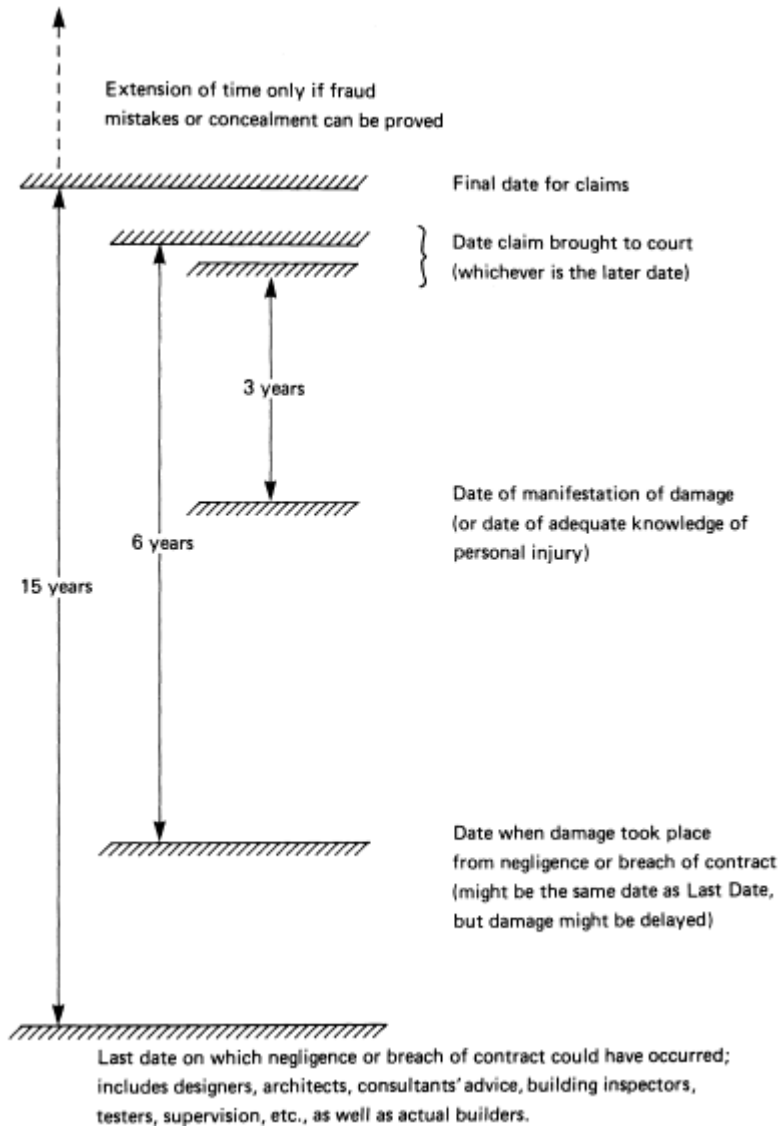 Extension of time only if fraud
mistakes or concealment can be proved
Final date for claims
Date claim brought to court
(whichever is the later date)
3 years
Date of manifestation of damage
(or date of adequate knowledge of
personal injury)
6 years
15 years
Date when damage took place
from negligence or breach of contract
(might be the same date as Last Date,
but damage might be delayed)
Last date on which negligence or breach of contract could have occurred;
includes designers, architects, consultants' advice, building inspectors,
testers, supervision, etc., as well as actual builders.